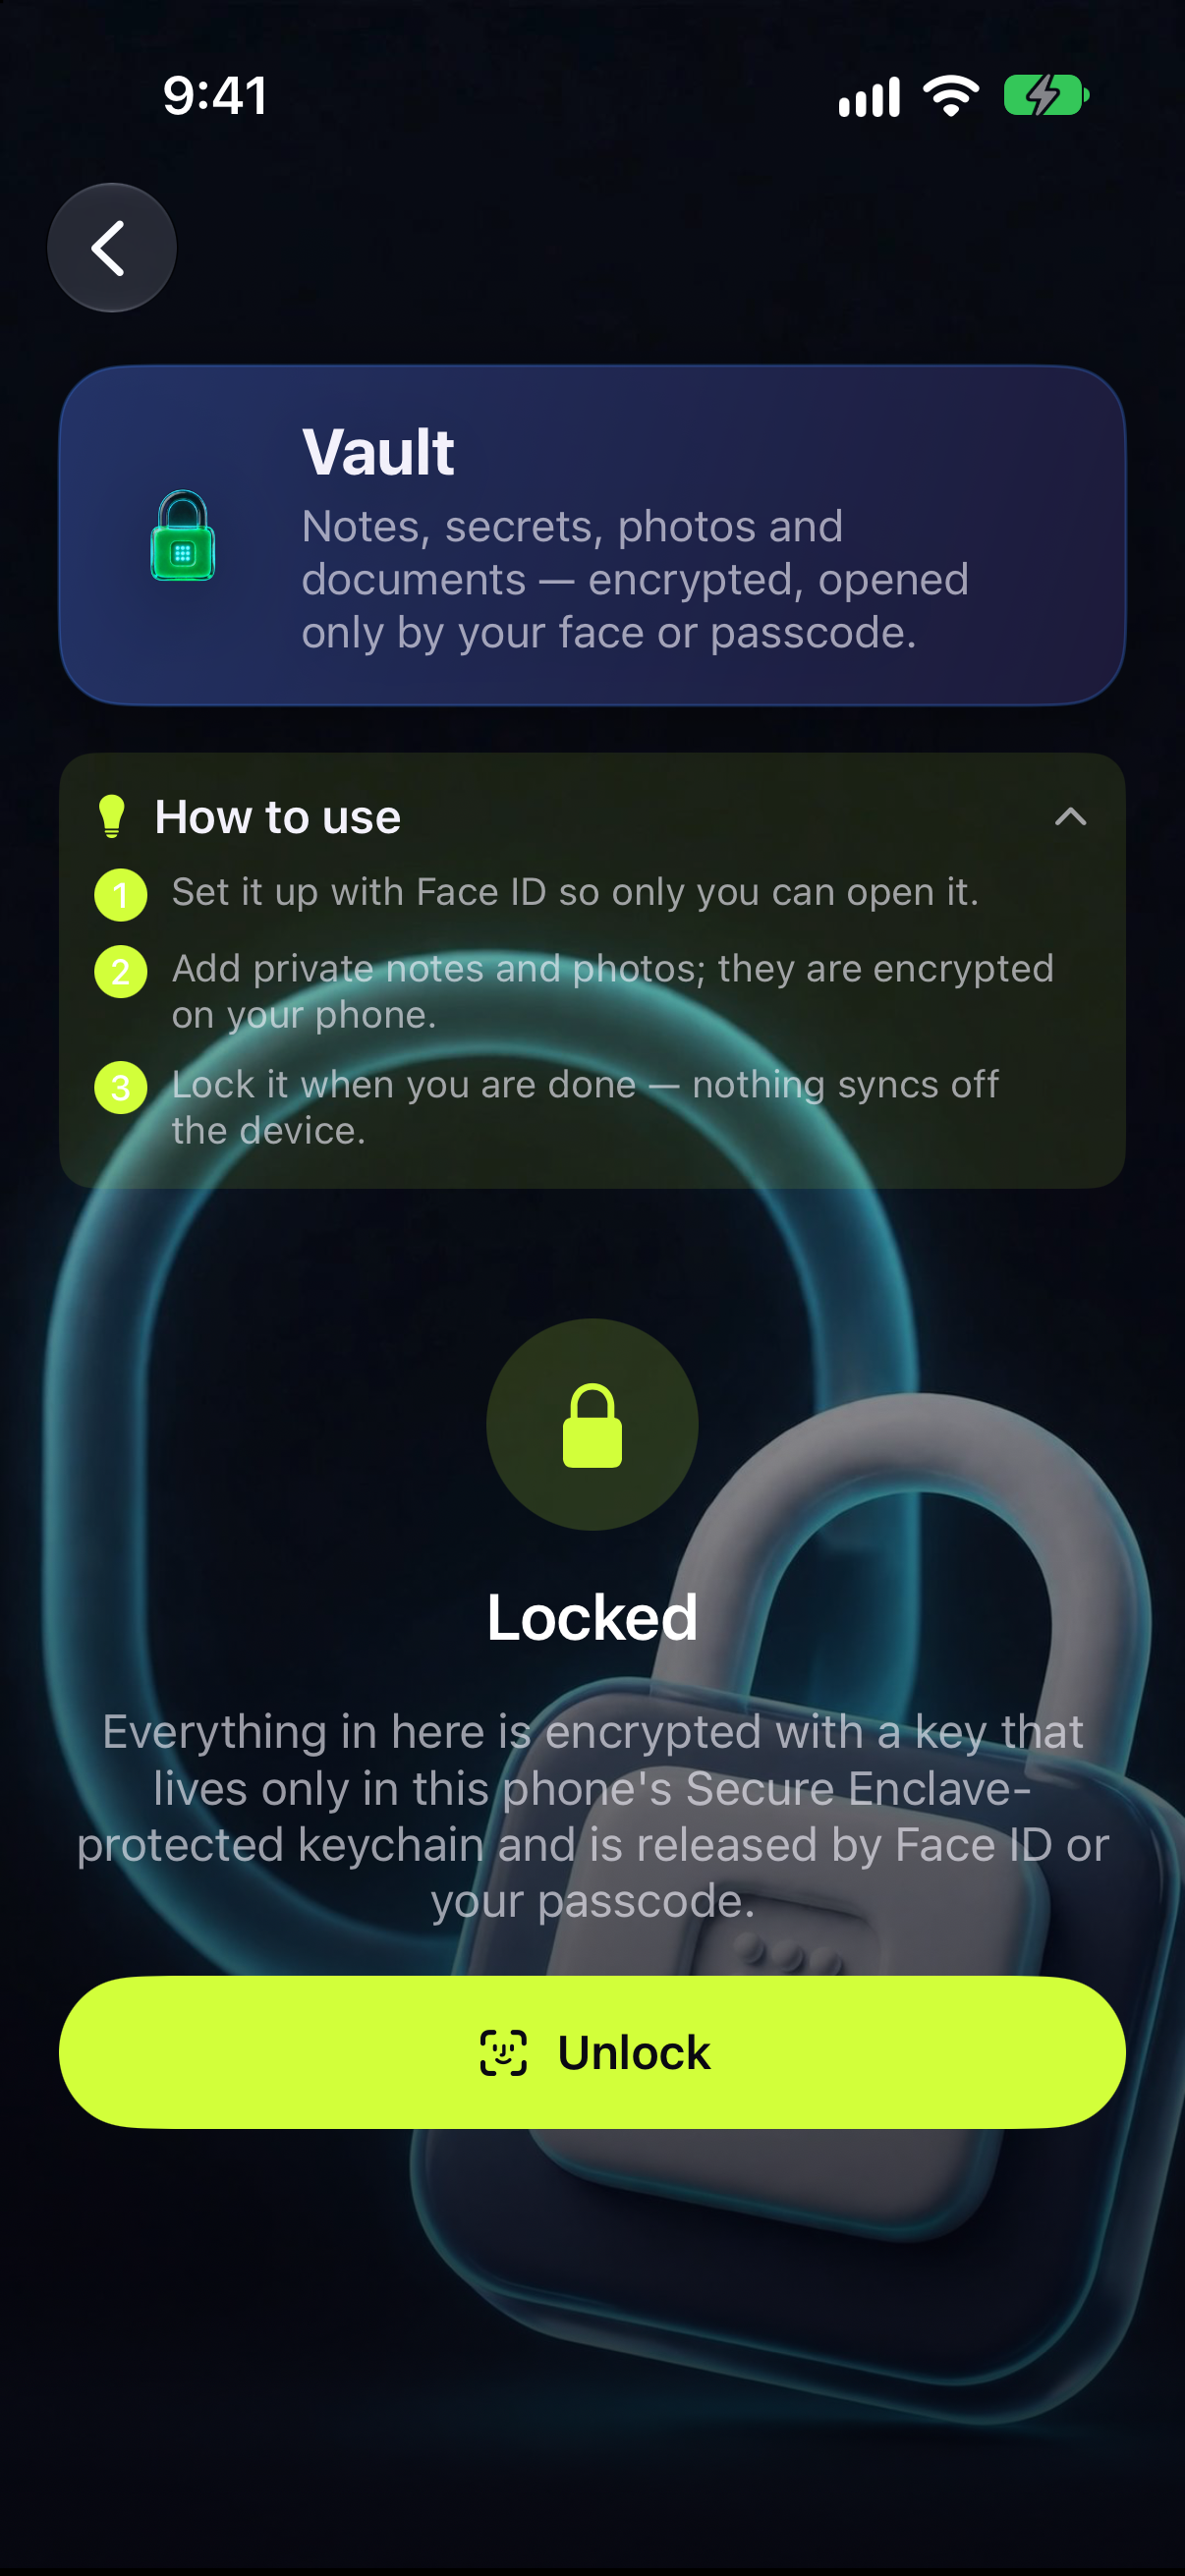 9:41
Vault
Notes, secrets, photos and
documents — encrypted, opened
only by your face or passcode.
How to use
1 Set it up with Face ID so only you can open it.
2 Add private notes and photos; they are encrypted
on your phone.
3 Lock it when you are done — nothing syncs off
the device.
Locked
Everything in here is encrypted with a key that
lives only in this phone's Secure Enclave-
protected keychain and is released by Face ID or
your passcode.
Unlock